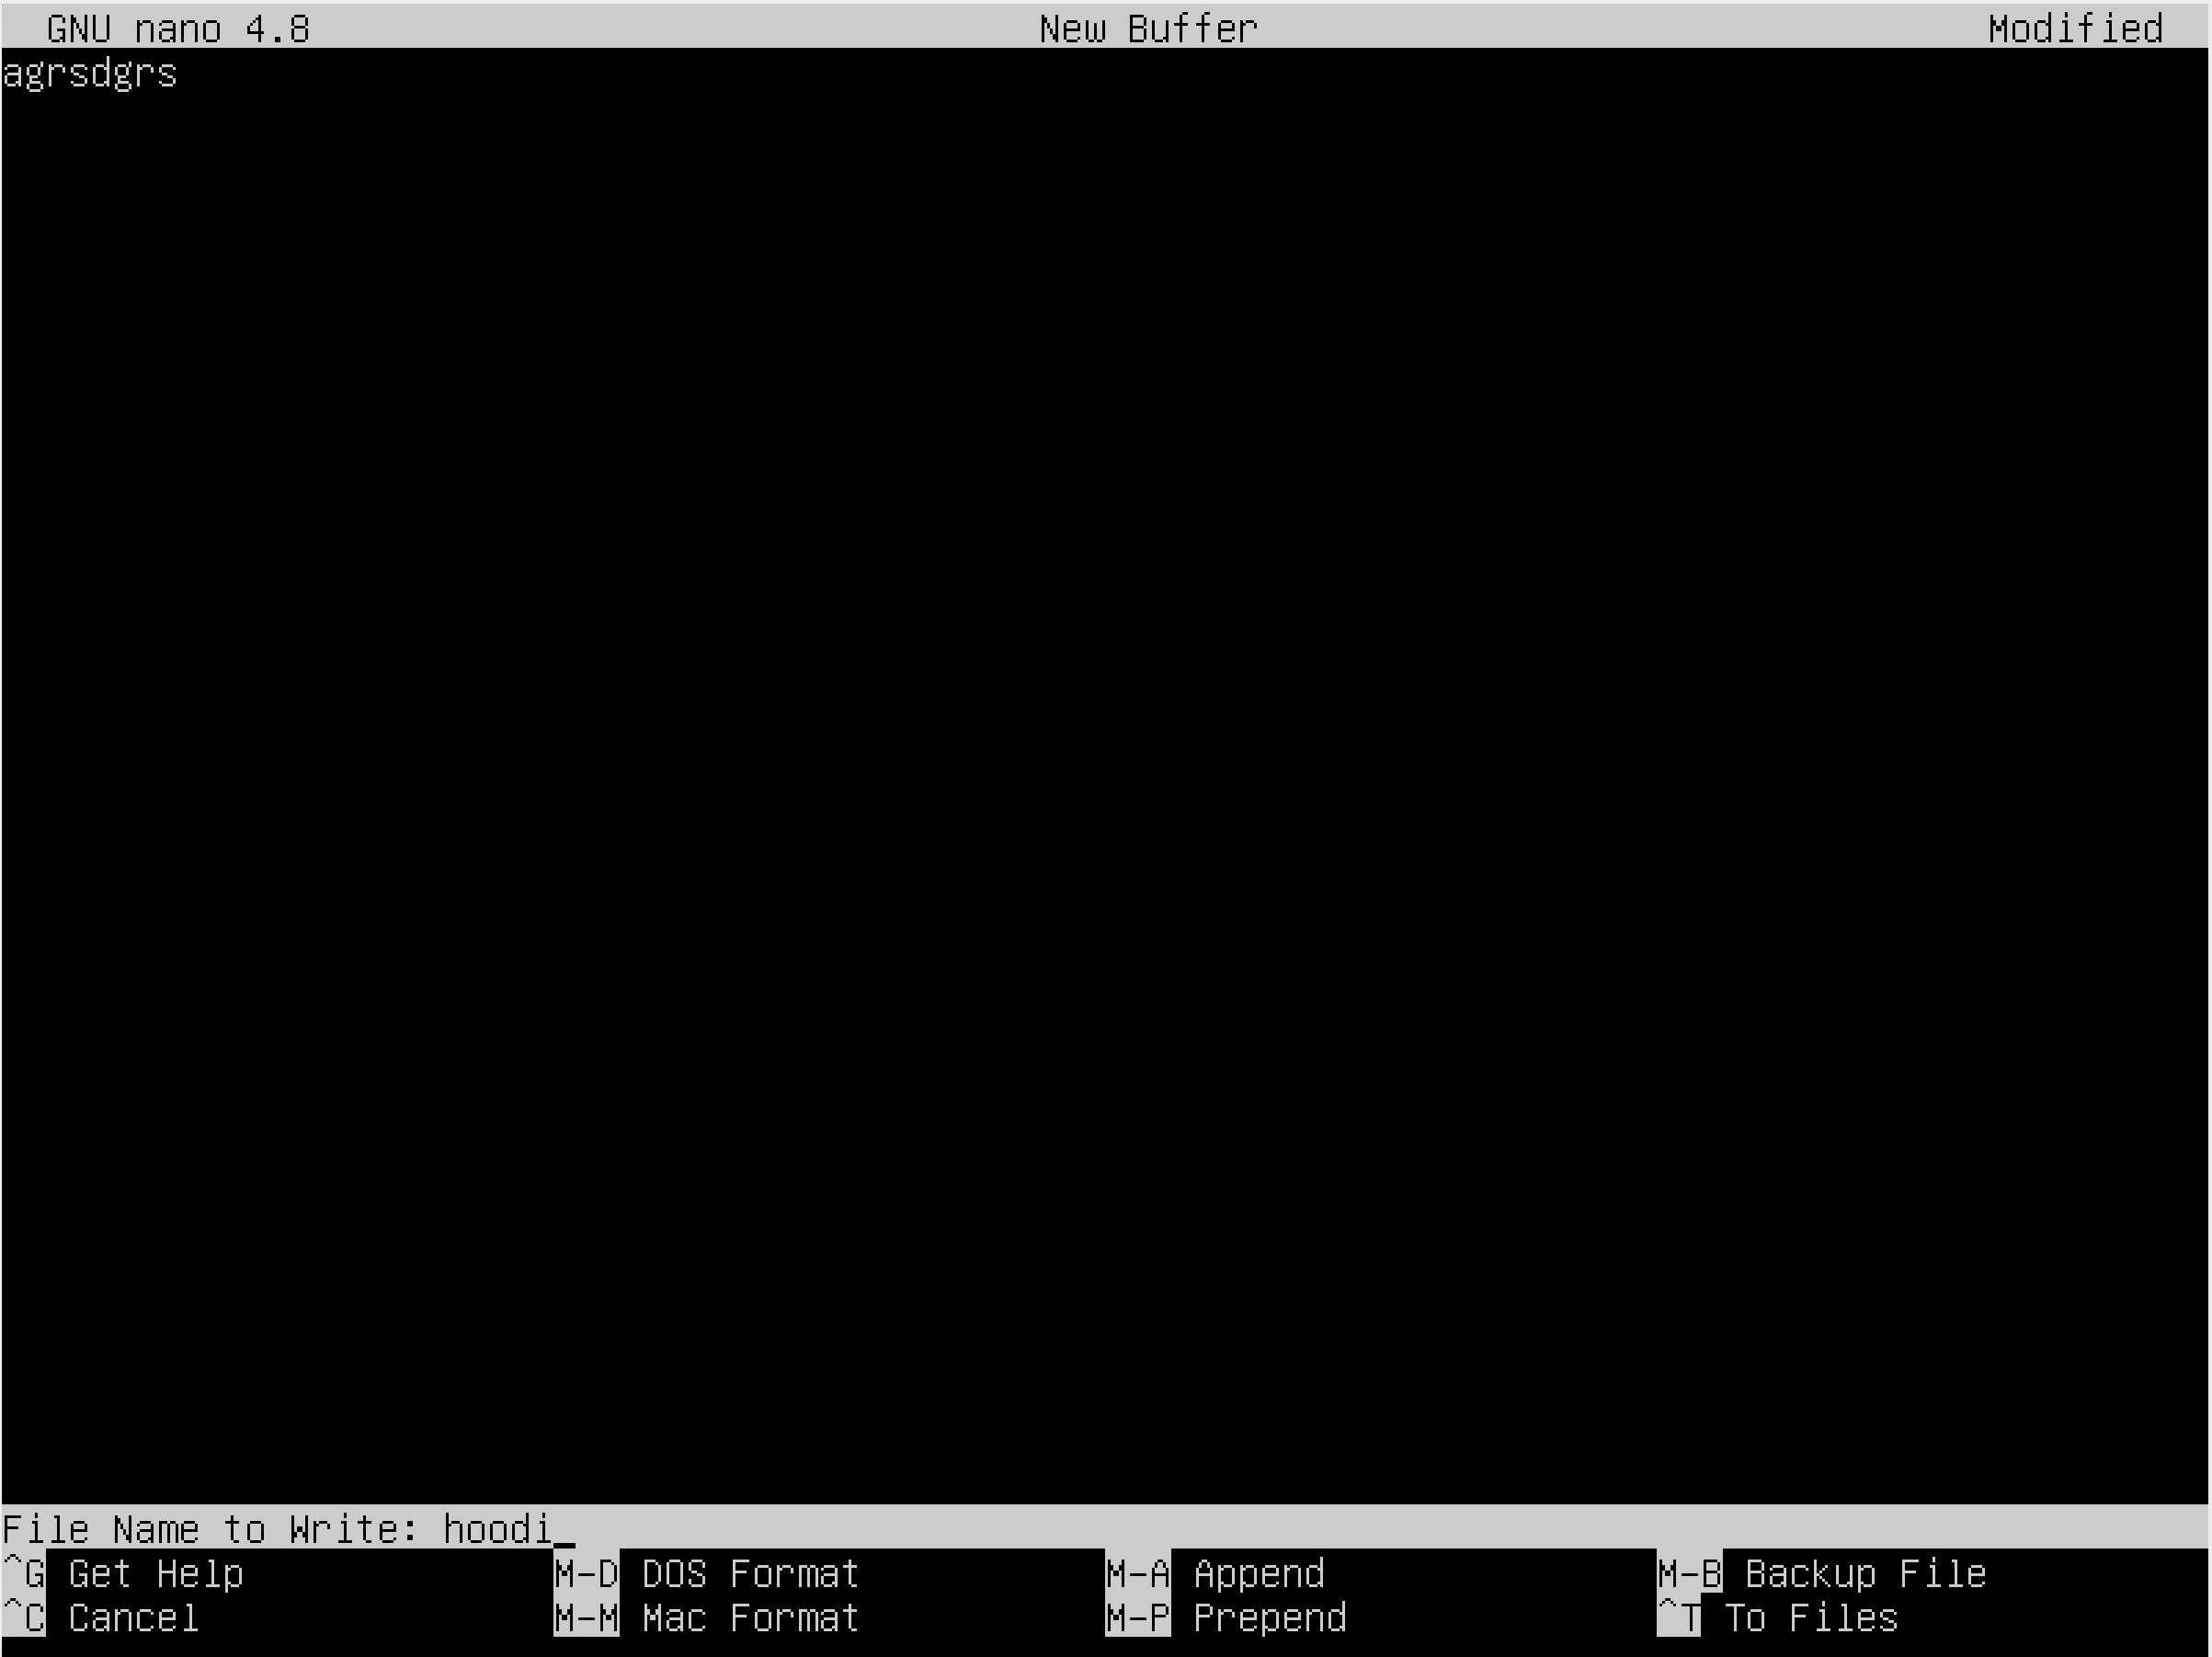 GNU nano 4.8 New Buffer Modified
agrsdgrs
File Name to Write: hoodi_
^G Get Help M-D DOS Format M-A Append M-B Backup File
^C Cancel M-M Mac Format M-P Prepend ^T To Files